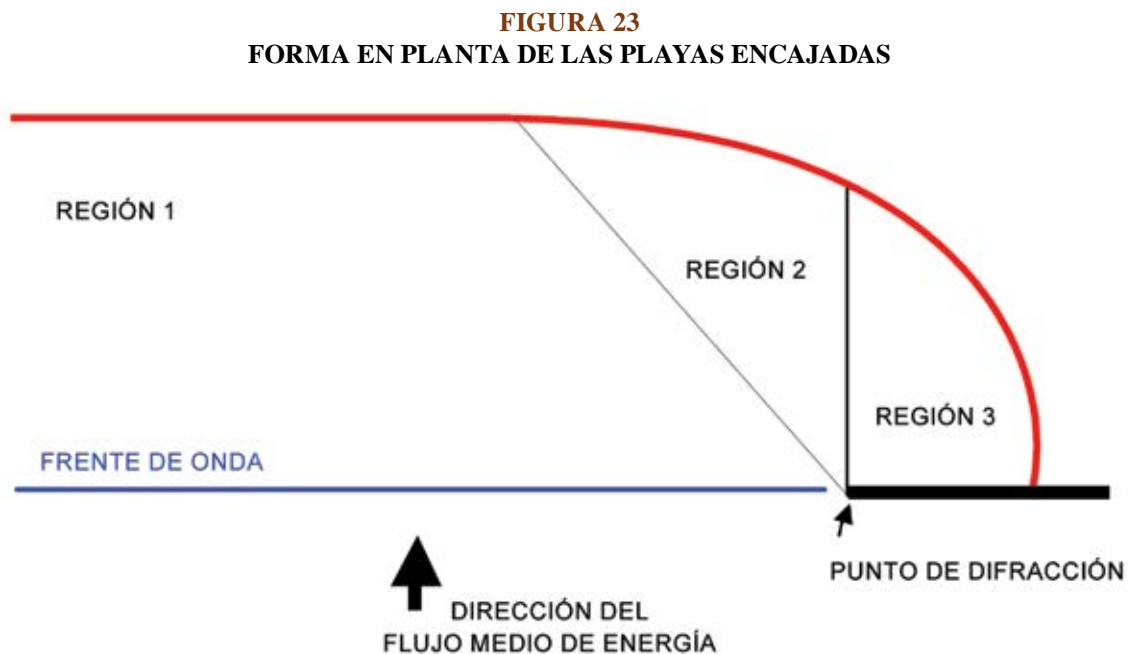 FIGURA 23
FORMA EN PLANTA DE LAS PLAYAS ENCAJADAS
REGIÓN 1
REGIÓN 2
REGIÓN 3
FRENTE DE ONDA
PUNTO DE DIFRACCIÓN
DIRECCIÓN DEL
FLUJO MEDIO DE ENERGÍA